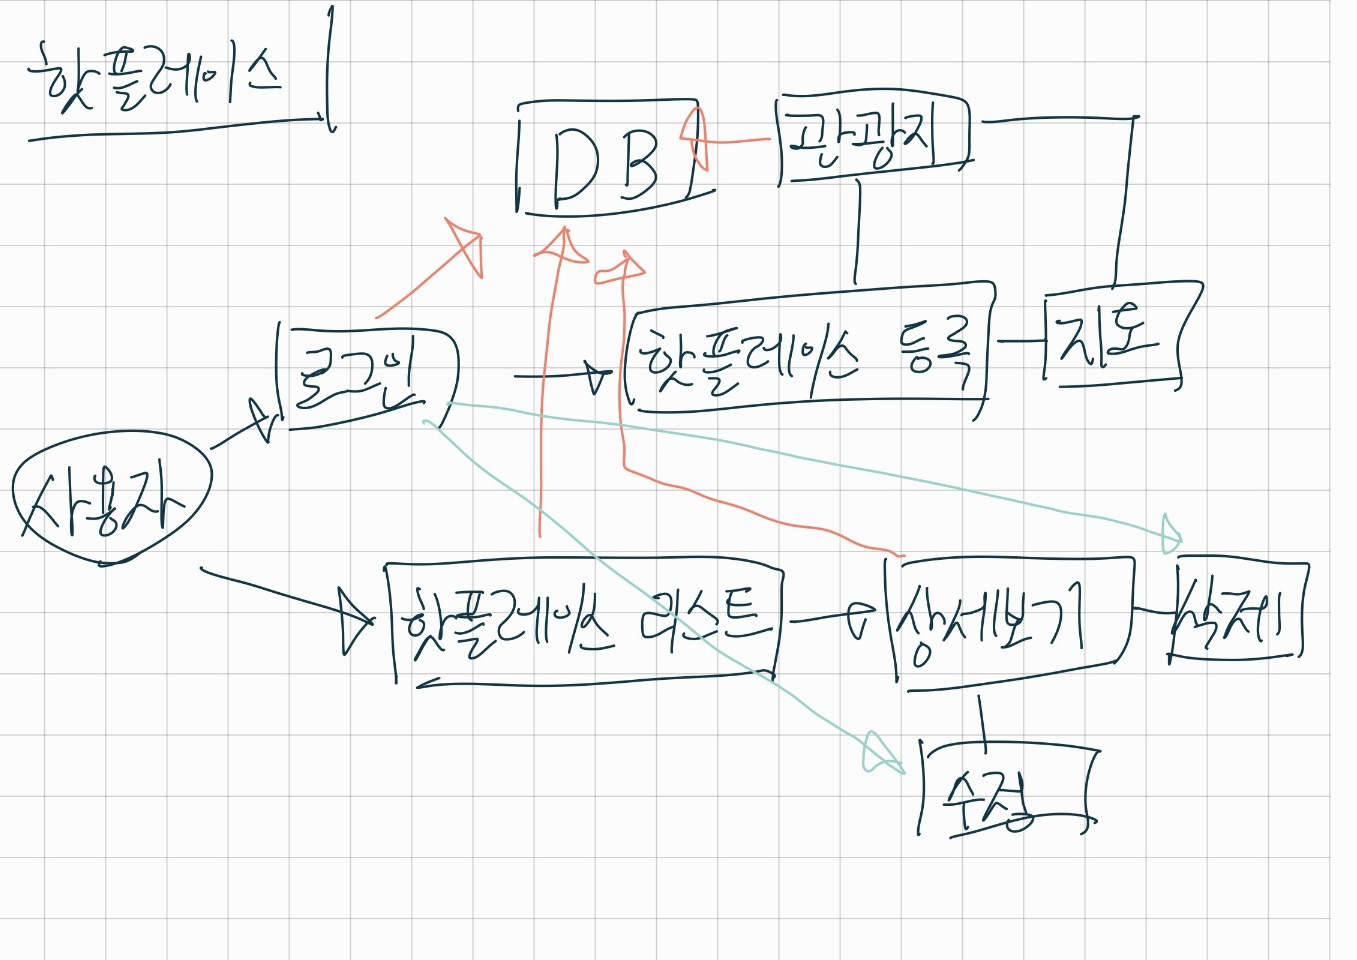 핫플레이스
DB
관광지
로그인
핫플레이스 등록
지도
사용자
핫플레이스 리스트
상세보기
삭제
수정